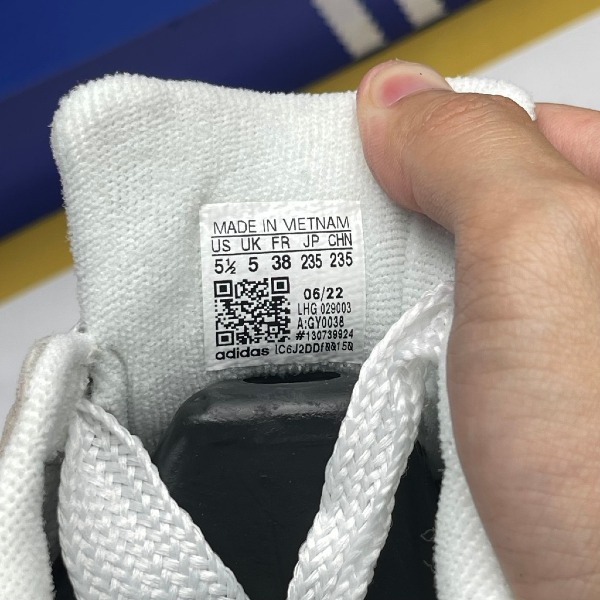 MADE IN VIETNAM
US UK FR JP CHN
5½ 5 38 235 235
06/22
LHG 029003
A:GY0038
#130739924
adidas